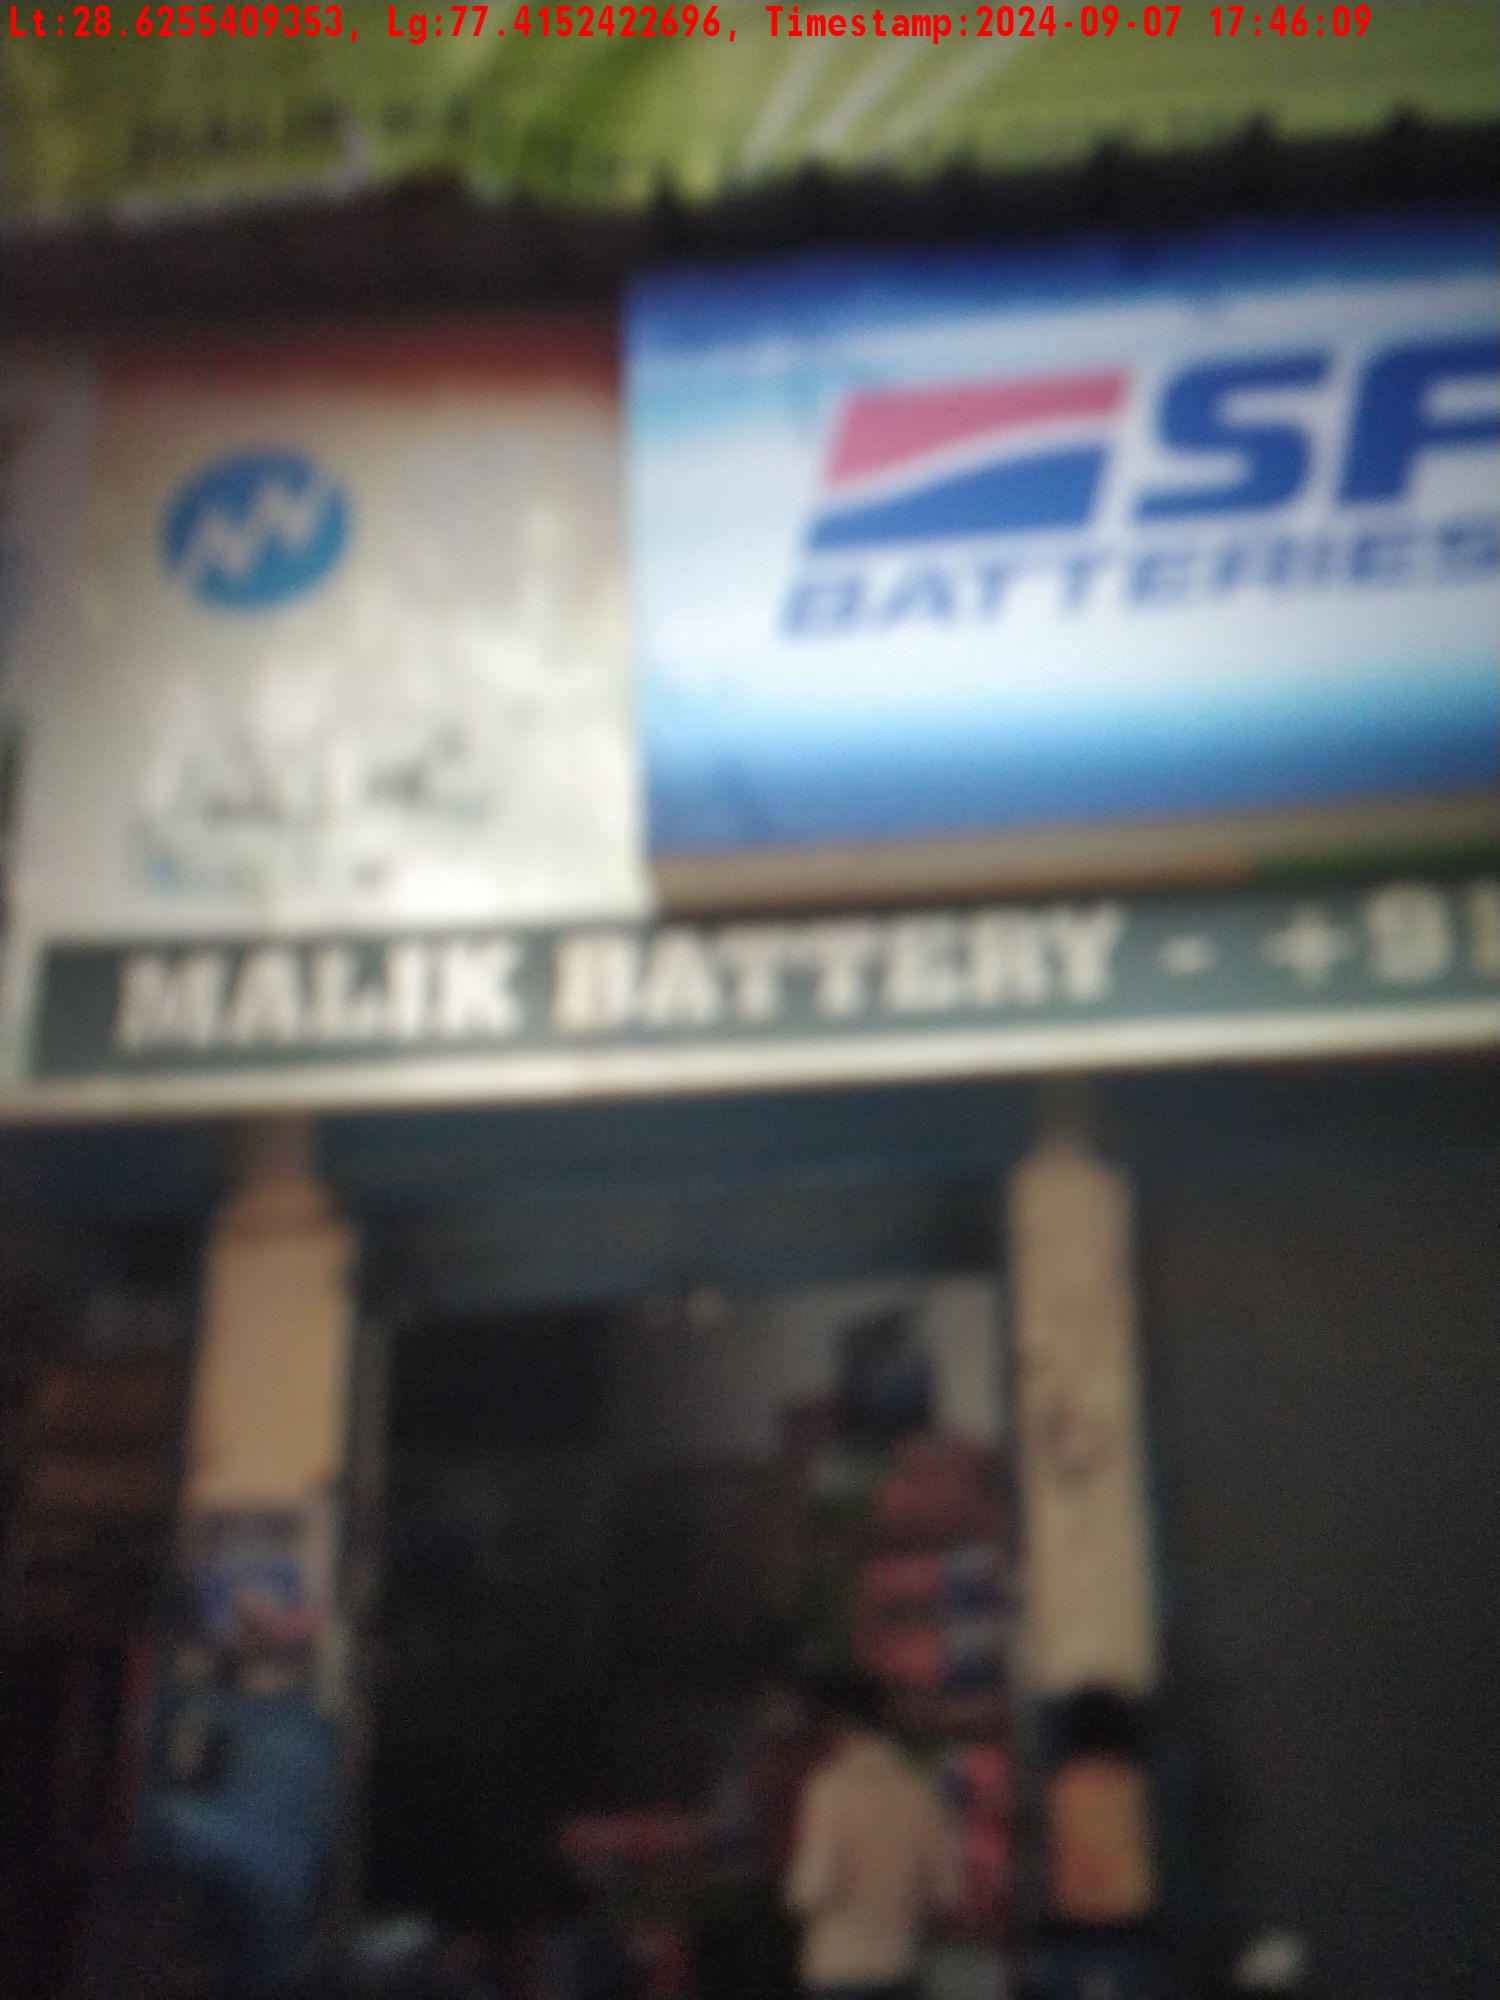 Lt:28.6255409353, Lg:77.4152422696, Timestamp:2024-09-07 17:46:09
SF
BATTERIES
MALIK BATTERY - +91